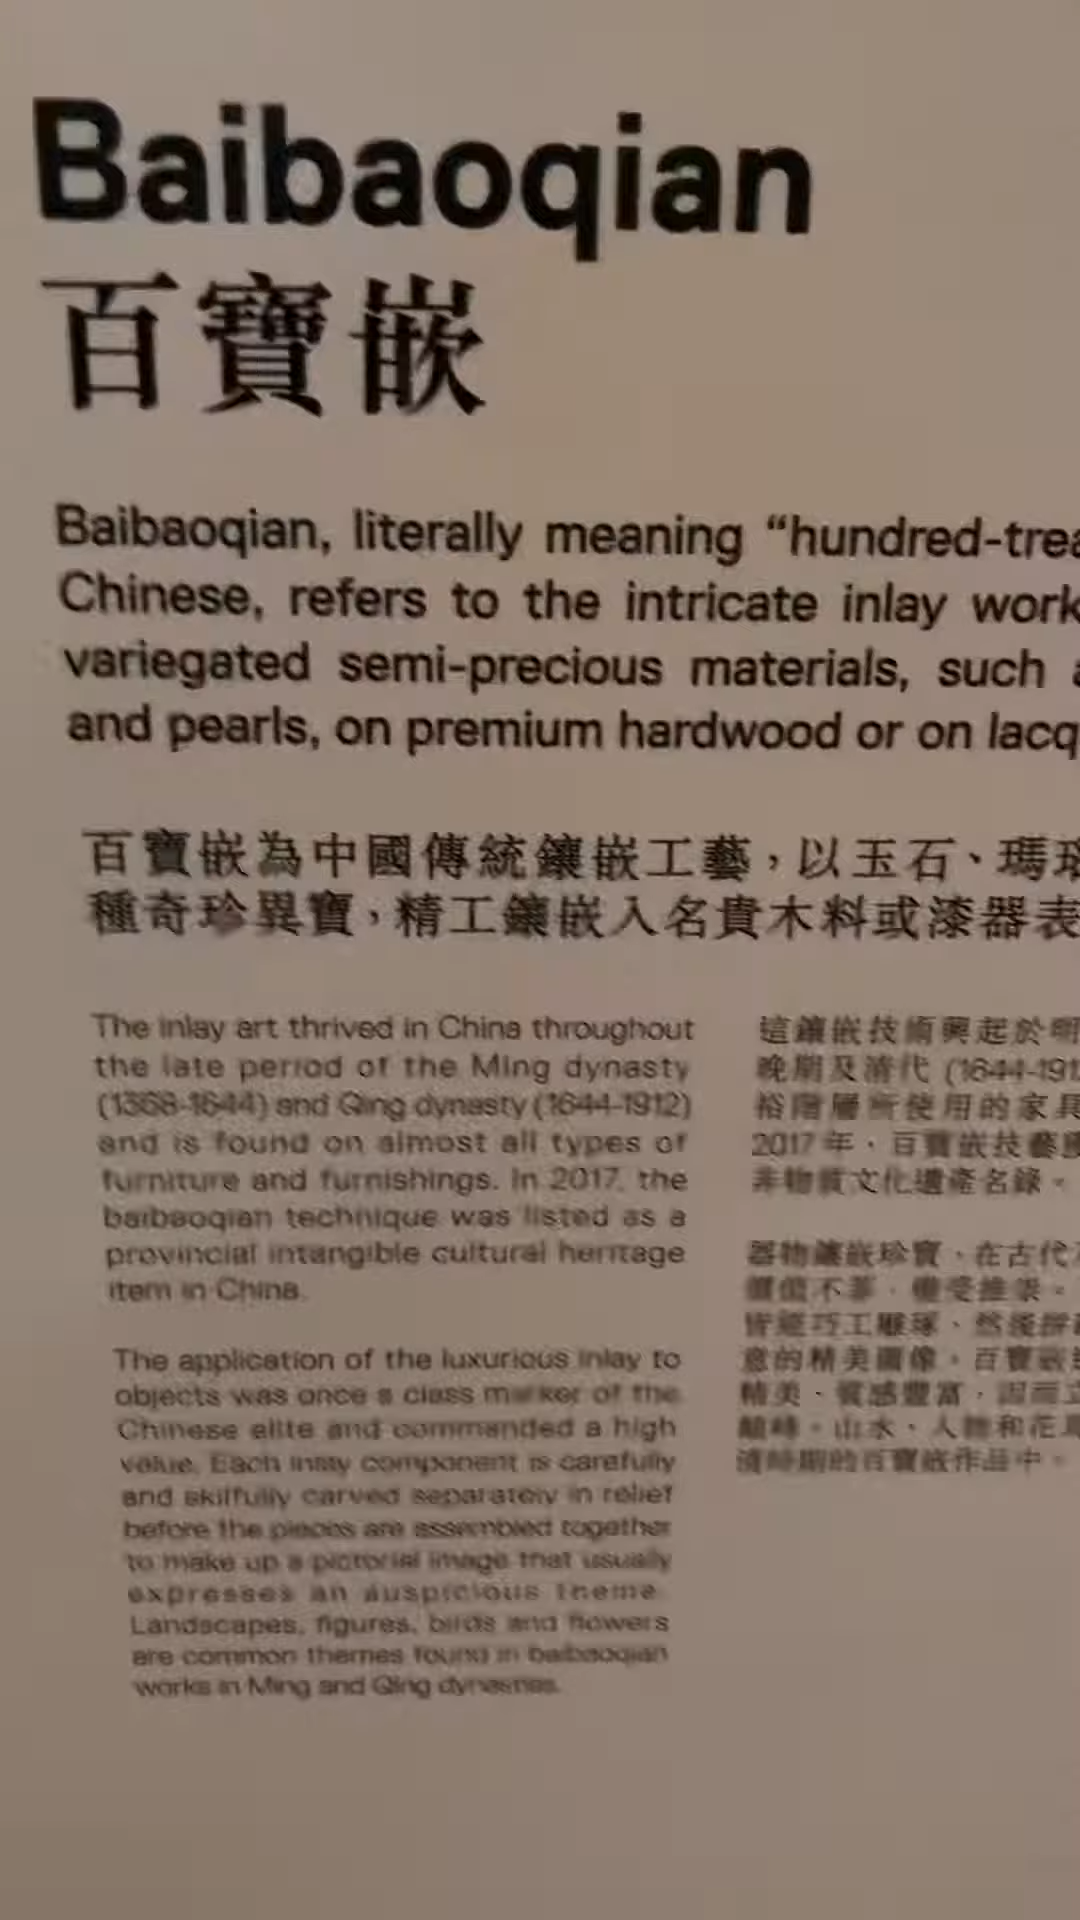 Baibaoqian
百寶嵌
Baibaoqian, literally meaning “hundred-trea
Chinese, refers to the intricate inlay work
variegated semi-precious materials, such
and pearls, on premium hardwood or on lacq
百寶嵌為中國傳統鑲嵌工藝，以玉石、瑪
種奇珍異寶，精工鑲嵌入名貴木料或漆器表
The inlay art thrived in China throughout
the late period of the Ming dynasty
(1368-1644) and Qing dynasty (1644-1912)
and is found on almost all types of
furniture and furnishings. In 2017, the
baibaoqian technique was listed as a
provincial intangible cultural heritage
item in China.
The application of the luxurious inlay to
objects was once a class marker of the
Chinese elite and commanded a high
value. Each inlay component is carefully
and skilfully carved separately in relief
before the pieces are assembled together
to make up a pictorial image that usually
expresses an auspicious theme.
Landscapes, figures, birds and flowers
are common themes found in baibaoqian
works in Ming and Qing dynasties.
這鑲嵌技術興起於明
晚期及清代 (1644-191
裕階層所使用的家具
2017年，百寶嵌技藝
非物質文化遺產名錄。
器物鑲嵌珍寶，在古代
價值不菲，備受推崇。
皆經巧工雕琢，然後拼
意的精美圖像。百寶嵌
精美、質感豐富，因而立
巔峰。山水、人物和花鳥
清時期的百寶嵌作品中。